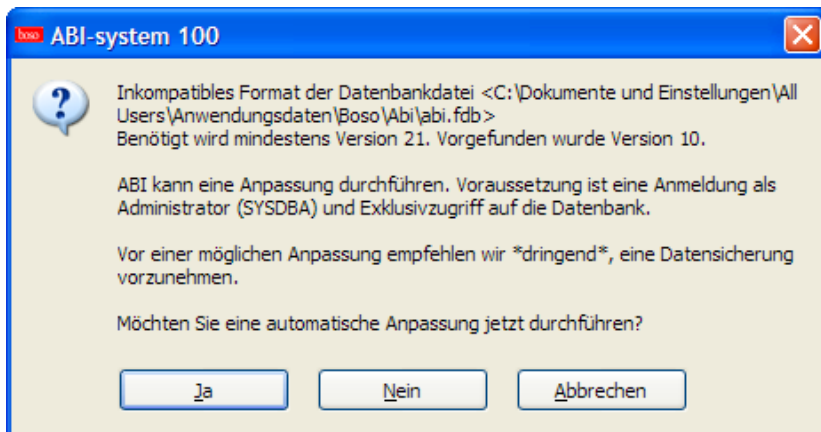 boso ABI-system 100
Inkompatibles Format der Datenbankdatei <C:\Dokumente und Einstellungen\All
Users\Anwendungsdaten\Boso\Abi\abi.fdb>
Benötigt wird mindestens Version 21. Vorgefunden wurde Version 10.
ABI kann eine Anpassung durchführen. Voraussetzung ist eine Anmeldung als
Administrator (SYSDBA) und Exklusivzugriff auf die Datenbank.
Vor einer möglichen Anpassung empfehlen wir *dringend*, eine Datensicherung
vorzunehmen.
Möchten Sie eine automatische Anpassung jetzt durchführen?
Ja Nein Abbrechen